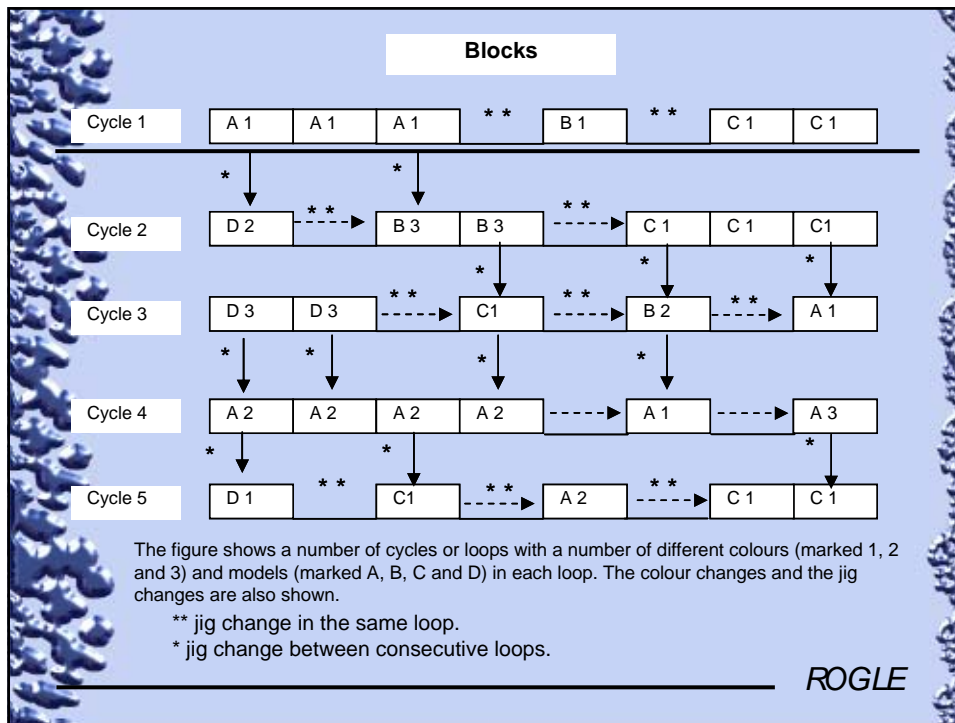 Blocks
Cycle 1 A 1 A 1 A 1 * * B 1 * * C 1 C 1
* *
Cycle 2 D 2 * * B 3 B 3 * * C 1 C 1 C1
* * *
Cycle 3 D 3 D 3 * * C1 * * B 2 * * A 1
* * * *
Cycle 4 A 2 A 2 A 2 A 2 A 1 A 3
* * *
Cycle 5 D 1 * * C1 * * A 2 * * C 1 C 1
The figure shows a number of cycles or loops with a number of different colours (marked 1, 2
and 3) and models (marked A, B, C and D) in each loop. The colour changes and the jig
changes are also shown.
** jig change in the same loop.
* jig change between consecutive loops.
ROGLE